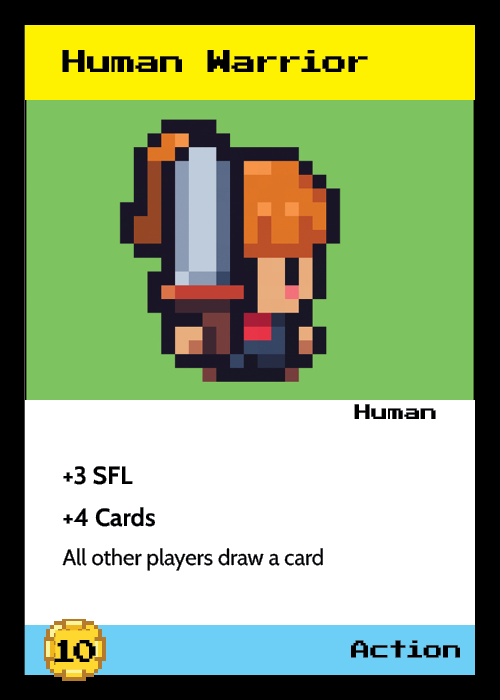 Human Warrior
Human
+3 SFL
+4 Cards
All other players draw a card
10
Action